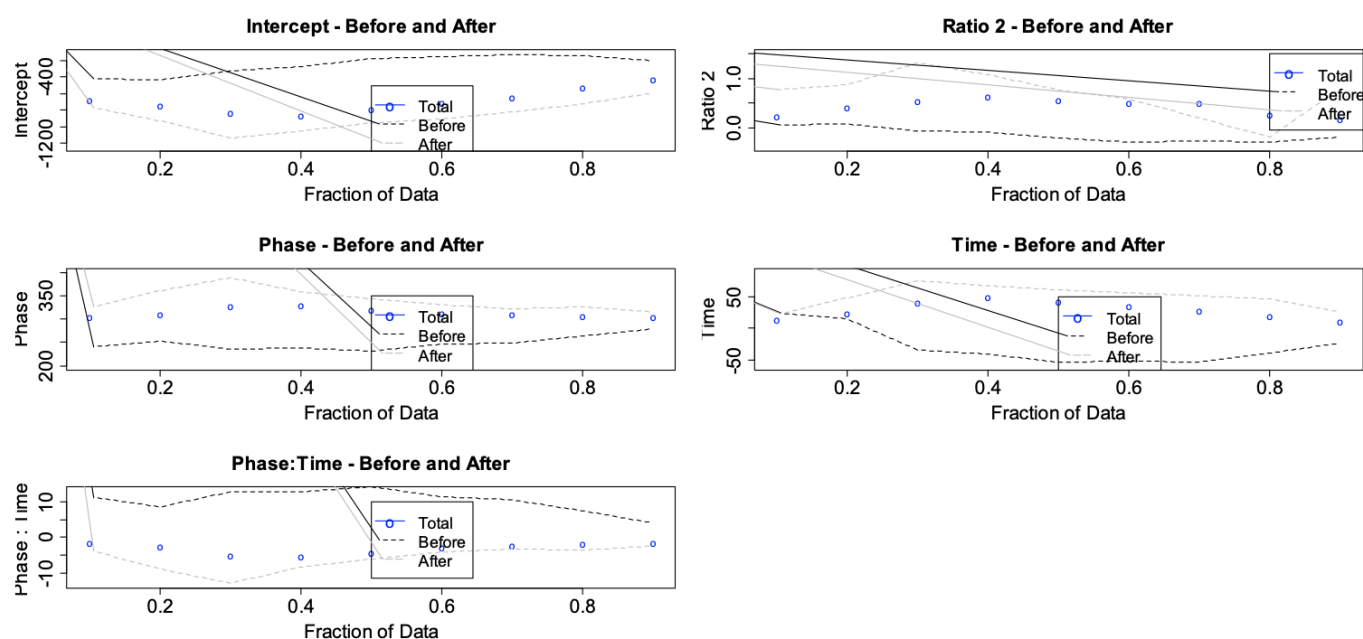 Intercept - Before and After
Intercept
-1200
400
Total
Before
After
0.2 0.4 0.6 0.8
Fraction of Data
Ratio 2 - Before and After
Ratio 2
0.0
1.0
Total
Before
After
0.2 0.4 0.6 0.8
Fraction of Data
Phase - Before and After
Phase
200
350
Total
Before
After
0.2 0.4 0.6 0.8
Fraction of Data
Time - Before and After
Time
-50
50
Total
Before
After
0.2 0.4 0.6 0.8
Fraction of Data
Phase:Time - Before and After
Phase : Time
-10
0
10
Total
Before
After
0.2 0.4 0.6 0.8
Fraction of Data